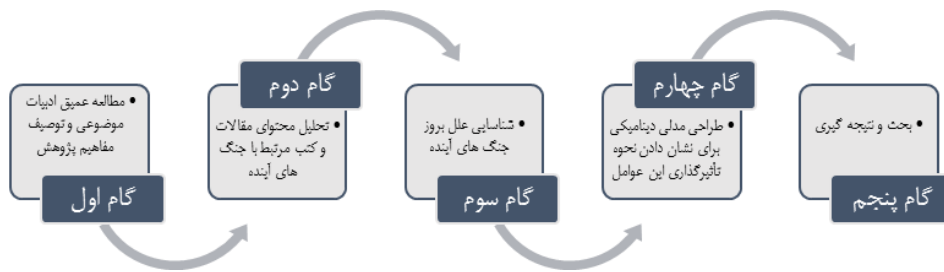 • مطالعه عمیق ادبیات
موضوعی و توصیف
مفاهیم پژوهش
گام اول
گام دوم
• تحلیل محتوای مقالات
و کتب مرتبط با جنگ
های آینده
• شناسایی علل بروز
جنگ های آینده
گام سوم
گام چهارم
• طراحی مدلی دینامیکی
برای نشان دادن نحوه
تأثیرگذاری این عوامل
• بحث و نتیجه گیری
گام پنجم